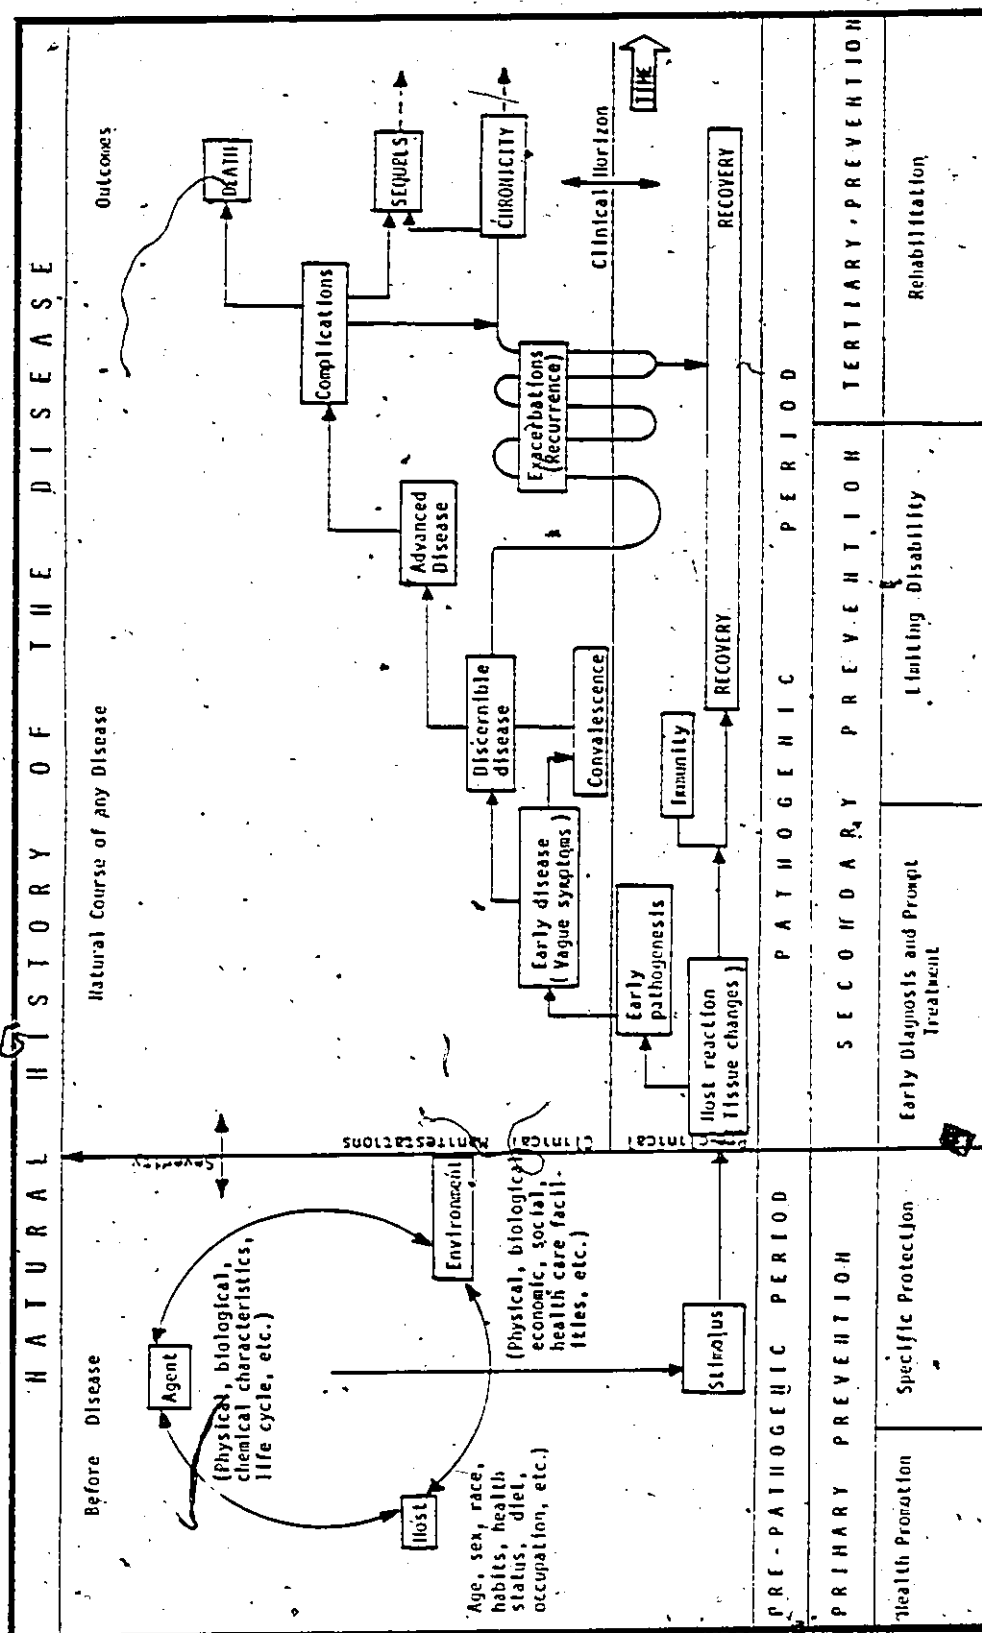 NATURAL HISTORY OF THE DISEASE
Before Disease
Natural Course of any Disease
Outcomes
Agent
(Physical, biological,
chemical characteristics,
life cycle, etc.)
Host
Age, sex, race,
habits, health
status, diet,
occupation, etc.)
Environment
(Physical, biological
economic, social,
health care facil-
ities, etc.)
Stimulus
Severity
Clinical Manifestations
Host reaction
Tissue changes)
Early
pathogenesis
Early disease
(Vague symptoms)
Immunity
Convalescence
Discernible
disease
Advanced
Disease
Complications
Exacerbations
(Recurrence)
DEATH
SEQUELS
CHRONICITY
Clinical Horizon
TIME
RECOVERY
RECOVERY
PRE-PATHOGENIC PERIOD
PATHOGENIC PERIOD
PRIMARY PREVENTION
SECONDARY PREVENTION
TERTIARY PREVENTION
Health Promotion
Specific Protection
Early Diagnosis and Prompt
Treatment
Limiting Disability
Rehabilitation